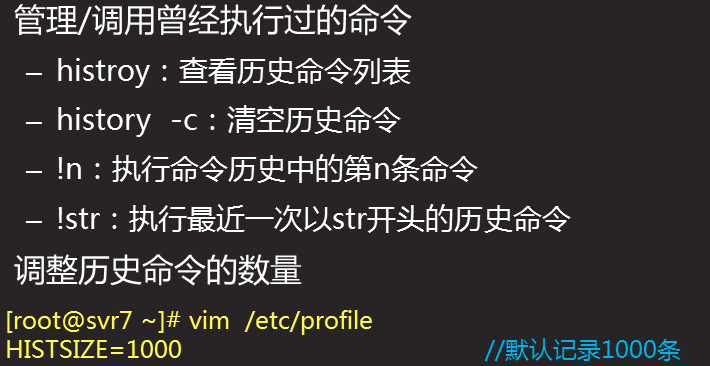 管理/调用曾经执行过的命令
– histroy：查看历史命令列表
– history -c：清空历史命令
– !n：执行命令历史中的第n条命令
– !str：执行最近一次以str开头的历史命令
调整历史命令的数量
[root@svr7 ~]# vim /etc/profile
HISTSIZE=1000 //默认记录1000条